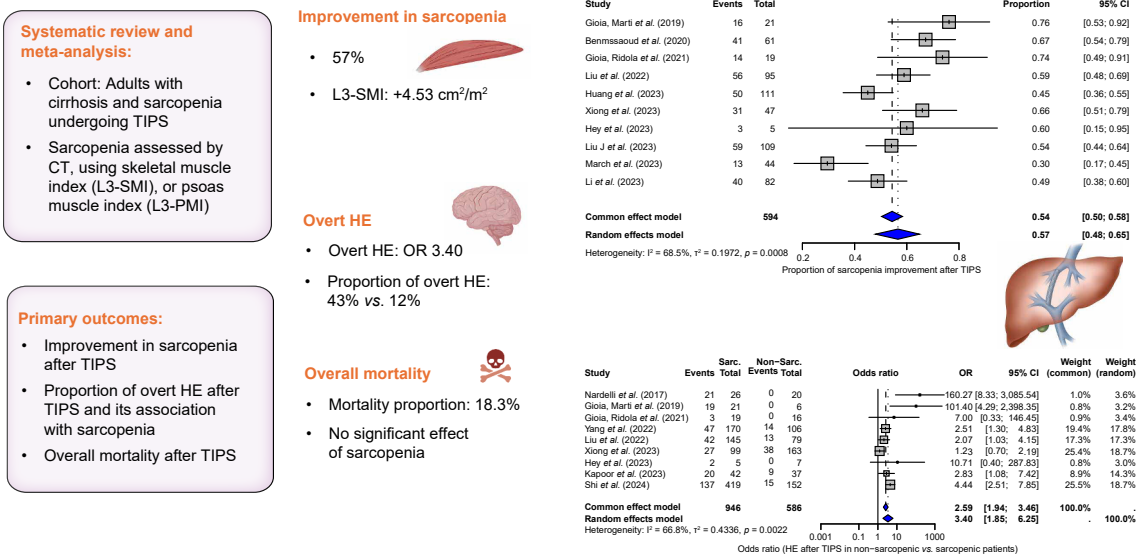 Systematic review and
meta-analysis:
• Cohort: Adults with
cirrhosis and sarcopenia
undergoing TIPS
• Sarcopenia assessed by
CT, using skeletal muscle
index (L3-SMI), or psoas
muscle index (L3-PMI)
Primary outcomes:
• Improvement in sarcopenia
after TIPS
• Proportion of overt HE after
TIPS and its association
with sarcopenia
• Overall mortality after TIPS
Improvement in sarcopenia
• 57%
• L3-SMI: +4.53 cm²/m²
Overt HE
• Overt HE: OR 3.40
• Proportion of overt HE:
43% vs. 12%
Overall mortality
• Mortality proportion: 18.3%
• No significant effect
of sarcopenia
Study Events Total Proportion 95% CI
Gioia, Marti et al. (2019) 16 21 0.76 [0.53; 0.92]
Benmssaoud et al. (2020) 41 61 0.67 [0.54; 0.79]
Gioia, Ridola et al. (2021) 14 19 0.74 [0.49; 0.91]
Liu et al. (2022) 56 95 0.59 [0.48; 0.69]
Huang et al. (2023) 50 111 0.45 [0.36; 0.55]
Xiong et al. (2023) 31 47 0.66 [0.51; 0.79]
Hey et al. (2023) 3 5 0.60 [0.15; 0.95]
Liu J et al. (2023) 59 109 0.54 [0.44; 0.64]
March et al. (2023) 13 44 0.30 [0.17; 0.45]
Li et al. (2023) 40 82 0.49 [0.38; 0.60]
Common effect model 594 0.54 [0.50; 0.58]
Random effects model 0.57 [0.48; 0.65]
Heterogeneity: I² = 68.5%, τ² = 0.1972, p = 0.0008
0.2 0.4 0.6 0.8
Proportion of sarcopenia improvement after TIPS
Sarc. Non−Sarc. Weight Weight
Study Events Total Events Total Odds ratio OR 95% CI (common) (random)
Nardelli et al. (2017) 21 26 0 20 160.27 [8.33; 3,085.54] 1.0% 3.6%
Gioia, Marti et al. (2019) 19 21 0 6 101.40 [4.29; 2,398.35] 0.8% 3.2%
Gioia, Ridola et al. (2021) 3 19 0 16 7.00 [0.33; 146.45] 0.8% 3.4%
Yang et al. (2022) 47 170 14 106 2.51 [1.30; 4.83] 19.4% 17.8%
Liu et al. (2022) 42 145 13 79 2.07 [1.03; 4.15] 17.3% 17.3%
Xiong et al. (2023) 27 99 38 163 1.23 [0.70; 2.19] 25.4% 18.7%
Hey et al. (2023) 2 5 0 7 10.71 [0.40; 287.83] 0.8% 3.0%
Kapoor et al. (2023) 20 42 9 37 2.83 [1.08; 7.42] 8.9% 14.3%
Shi et al. (2024) 137 419 15 152 4.44 [2.51; 7.85] 25.5% 18.7%
Common effect model 946 586 2.59 [1.94; 3.46] 100.0% .
Random effects model 3.40 [1.85; 6.25] . 100.0%
Heterogeneity: I² = 66.8%, τ² = 0.4336, p = 0.0022
0.001 0.1 1 10 1000
Odds ratio (HE after TIPS in non-sarcopenic vs. sarcopenic patients)